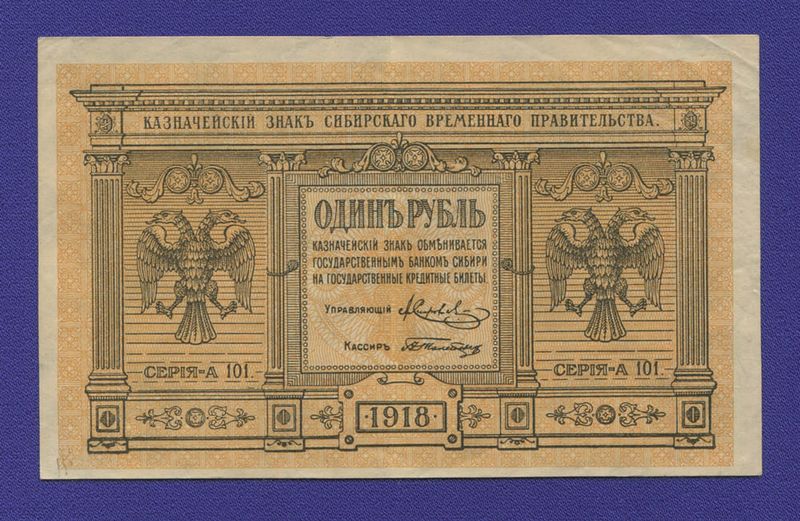 КАЗНАЧЕЙСКІЙ ЗНАКЪ СИБИРСКАГО ВРЕМЕННАГО ПРАВИТЕЛЬСТВА.
ОДИНЪ РУБЛЬ
КАЗНАЧЕЙСКІЙ ЗНАКЪ ОБМѢНИВАЕТСЯ
ГОСУДАРСТВЕННЫМЪ БАНКОМЪ СИБИРИ
НА ГОСУДАРСТВЕННЫЕ КРЕДИТНЫЕ БИЛЕТЫ
УПРАВЛЯЮЩІЙ
КАССИРЪ
СЕРІЯ-А 101.
СЕРІЯ-А 101.
·1918·